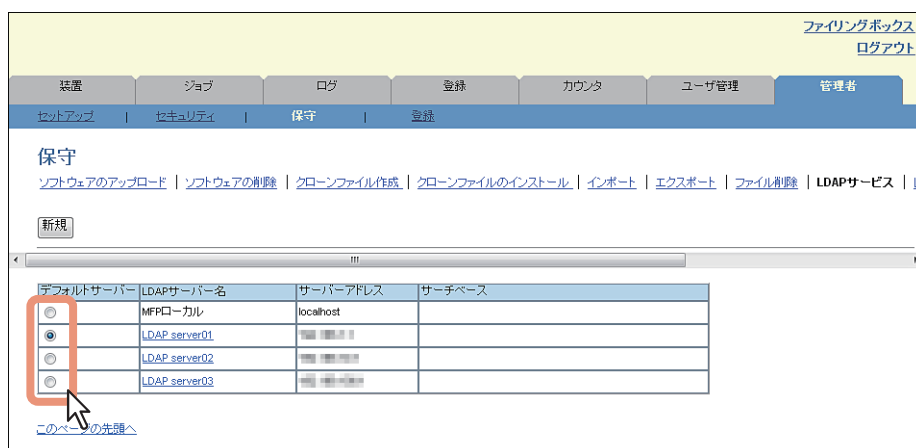 ファイリングボックス
ログアウト
装置 ジョブ ログ 登録 カウンタ ユーザ管理 管理者
セットアップ | セキュリティ | 保守 | 登録
保守
ソフトウェアのアップロード | ソフトウェアの削除 | クローンファイル作成 | クローンファイルのインストール | インポート | エクスポート | ファイル削除 | LDAPサービス |
新規
デフォルトサーバー LDAPサーバー名 サーバーアドレス サーチベース
MFPローカル localhost
LDAP server01
LDAP server02
LDAP server03
このページの先頭へ